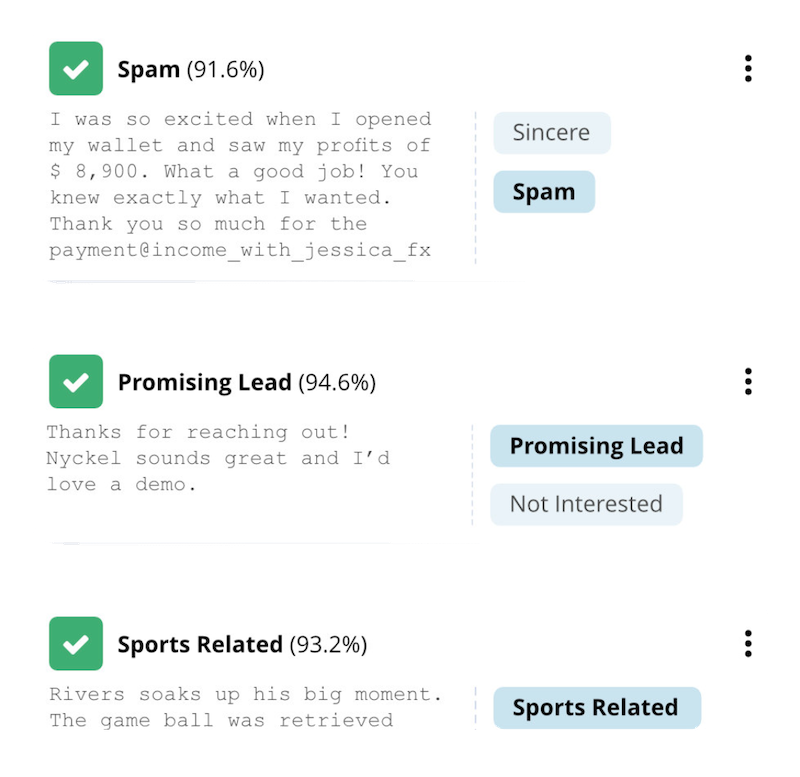 Spam (91.6%)
I was so excited when I opened
my wallet and saw my profits of
$ 8,900. What a good job! You
knew exactly what I wanted.
Thank you so much for the
payment@income_with_jessica_fx
Sincere
Spam
Promising Lead (94.6%)
Thanks for reaching out!
Nyckel sounds great and I’d
love a demo.
Promising Lead
Not Interested
Sports Related (93.2%)
Rivers soaks up his big moment.
The game ball was retrieved
Sports Related